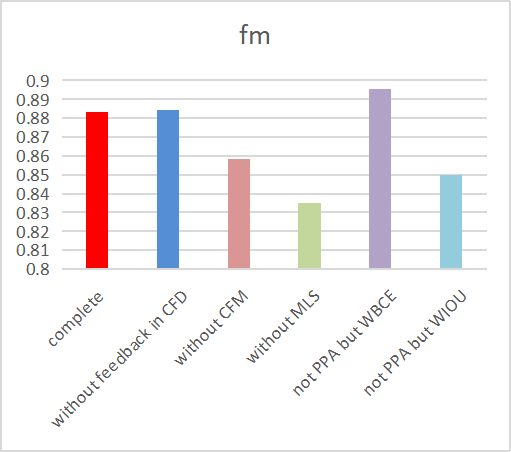 fm
0.9
0.89
0.88
0.87
0.86
0.85
0.84
0.83
0.82
0.81
0.8
complete
without feedback in CFD
without CFM
without MLS
not PPA but WBCE
not PPA but WIOU